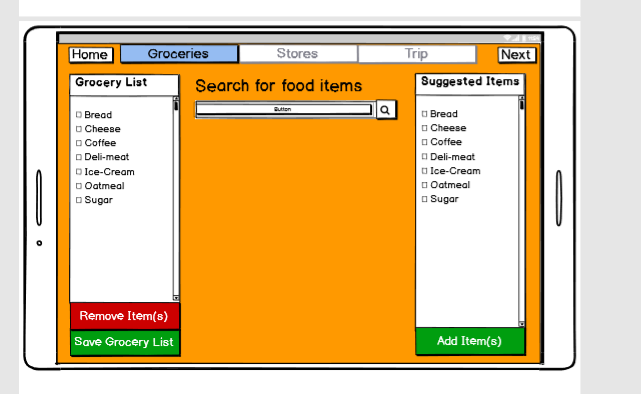 Home
Groceries
Stores
Trip
Next
Grocery List
Bread
Cheese
Coffee
Deli-meat
Ice-Cream
Oatmeal
Sugar
Remove Item(s)
Save Grocery List
Search for food items
Button
Suggested Items
Bread
Cheese
Coffee
Deli-meat
Ice-Cream
Oatmeal
Sugar
Add Item(s)